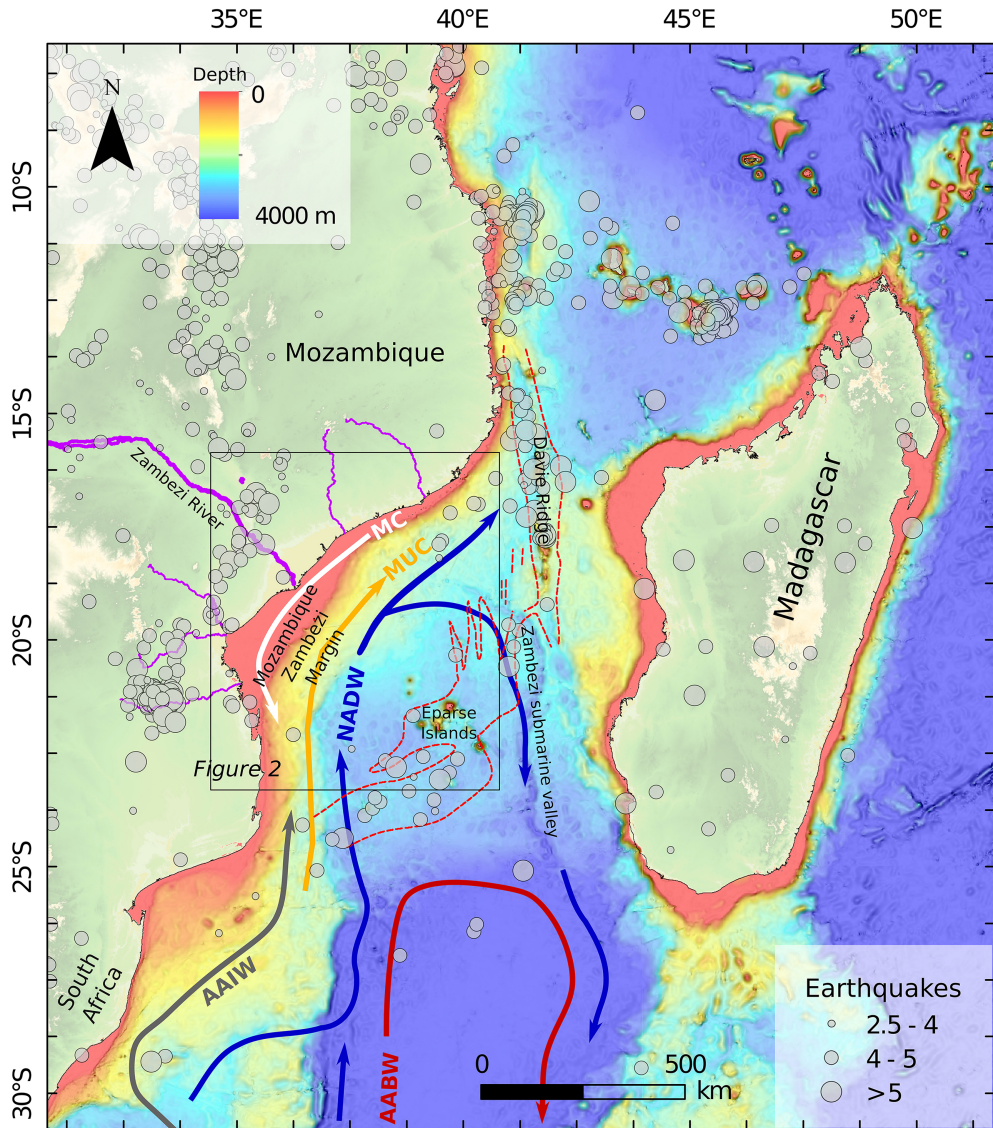 35°E
40°E
45°E
50°E
Depth
0
4000 m
N
10°S
15°S
20°S
25°S
30°S
Mozambique
Zambezi River
Davie Ridge
Madagascar
MC
MUC
Mozambique
Zambezi
Margin
NADW
Zambezi submarine valley
Eparse
Islands
Figure 2
AAIW
South
Africa
AABW
0
500
km
Earthquakes
2.5 - 4
4 - 5
>5